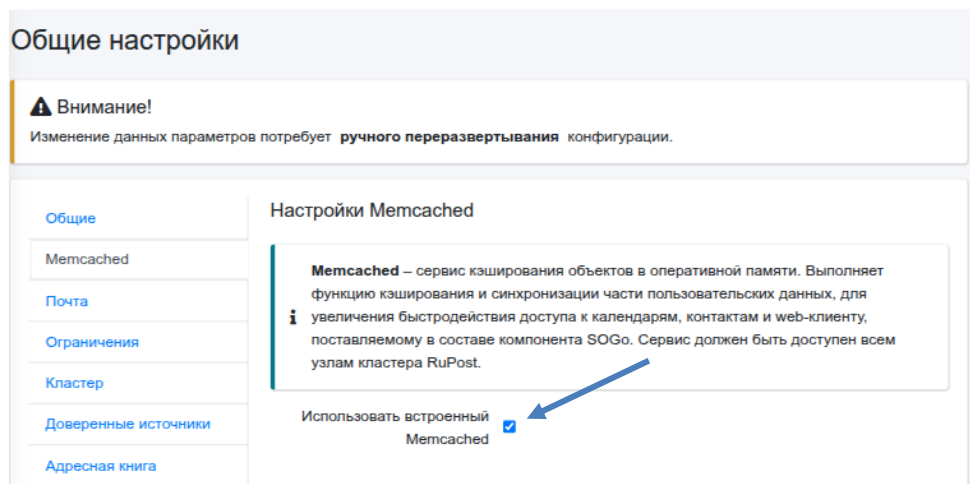 Общие настройки
Внимание!
Изменение данных параметров потребует ручного переразвертывания конфигурации.
Общие
Memcached
Почта
Ограничения
Кластер
Доверенные источники
Адресная книга
Настройки Memcached
Memcached – сервис кэширования объектов в оперативной памяти. Выполняет
функцию кэширования и синхронизации части пользовательских данных, для
увеличения быстродействия доступа к календарям, контактам и web-клиенту,
поставляемому в составе компонента SOGo. Сервис должен быть доступен всем
узлам кластера RuPost.
Использовать встроенный
Memcached